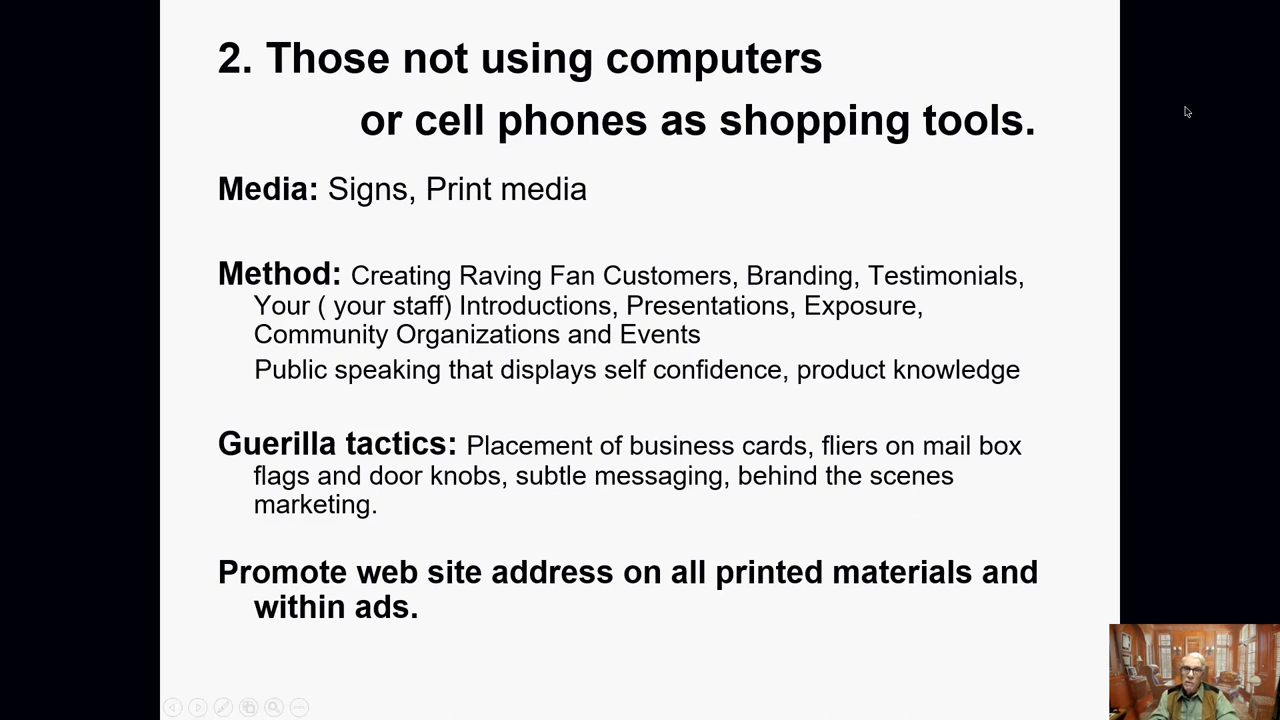 2. Those not using computers
or cell phones as shopping tools.
Media: Signs, Print media
Method: Creating Raving Fan Customers, Branding, Testimonials,
Your ( your staff) Introductions, Presentations, Exposure,
Community Organizations and Events
Public speaking that displays self confidence, product knowledge
Guerilla tactics: Placement of business cards, fliers on mail box
flags and door knobs, subtle messaging, behind the scenes
marketing.
Promote web site address on all printed materials and
within ads.